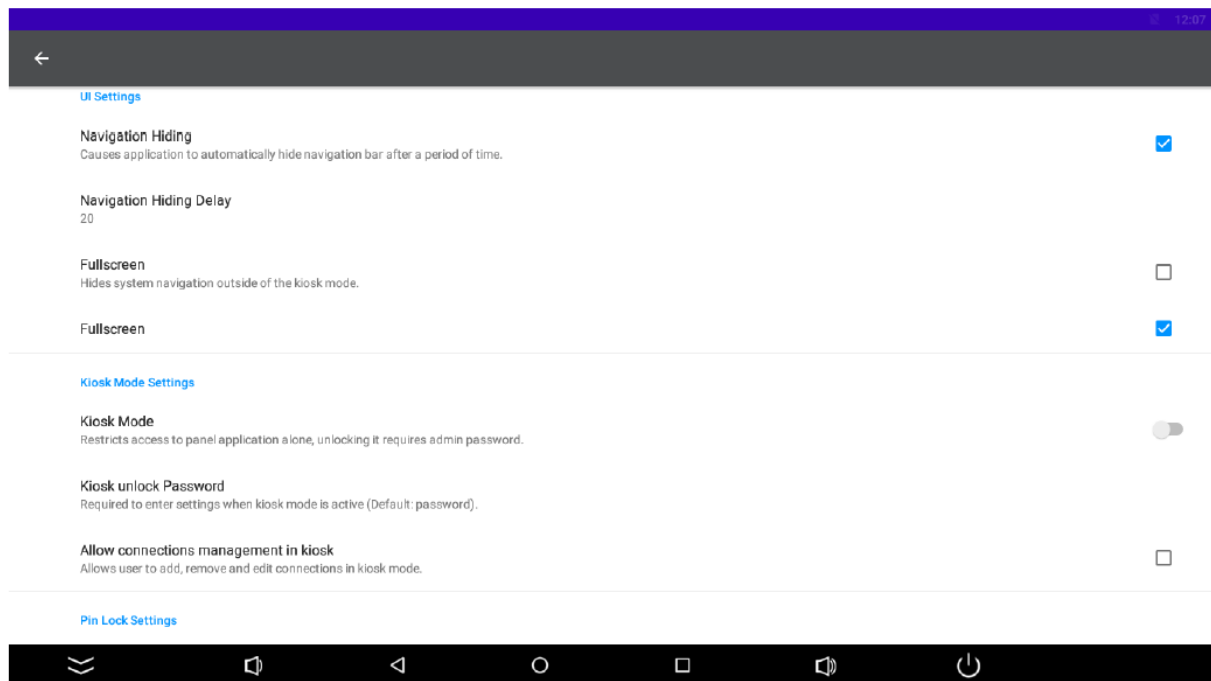 12:07
UI Settings
Navigation Hiding
Causes application to automatically hide navigation bar after a period of time.
Navigation Hiding Delay
20
Fullscreen
Hides system navigation outside of the kiosk mode.
Fullscreen
Kiosk Mode Settings
Kiosk Mode
Restricts access to panel application alone, unlocking it requires admin password.
Kiosk unlock Password
Required to enter settings when kiosk mode is active (Default: password).
Allow connections management in kiosk
Allows user to add, remove and edit connections in kiosk mode.
Pin Lock Settings